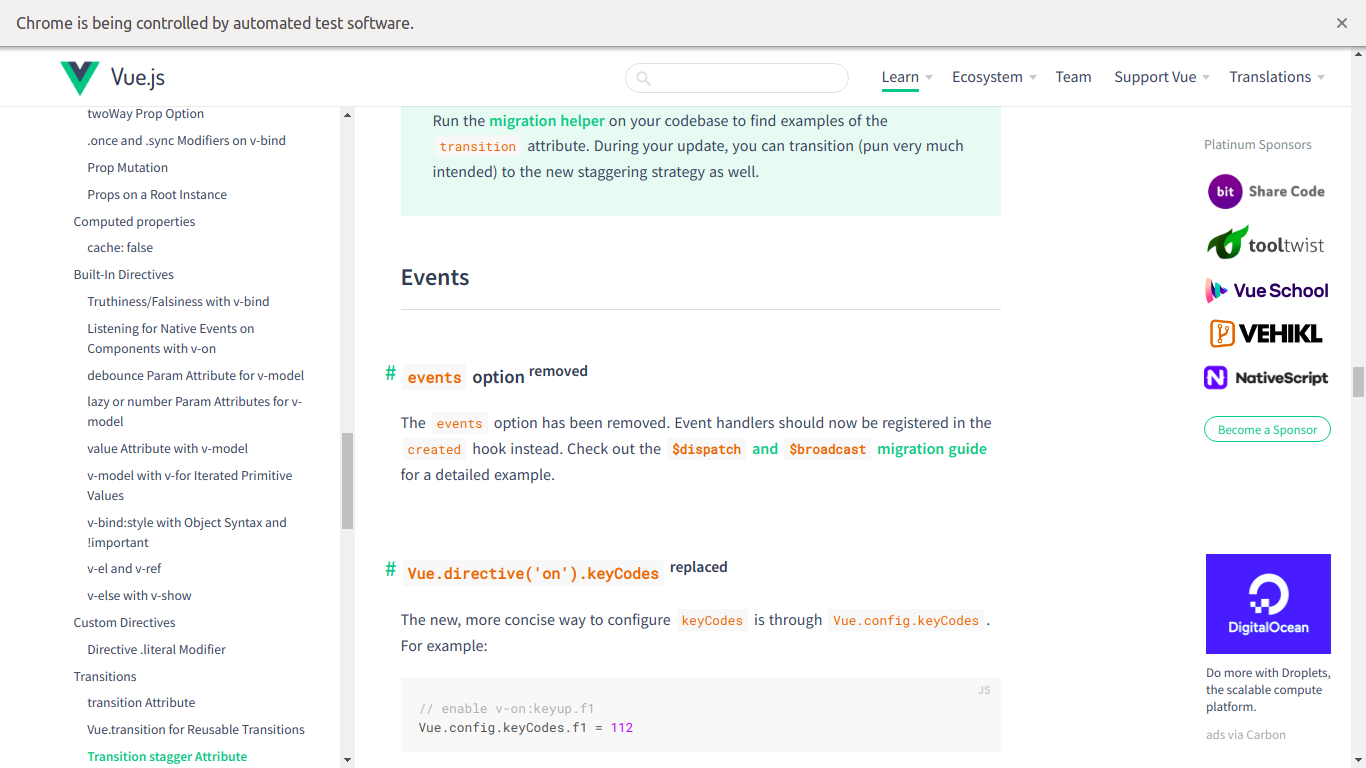 Chrome is being controlled by automated test software.
Vue.js
Learn
Ecosystem
Team
Support Vue
Translations
twoWay Prop Option
.once and .sync Modifiers on v-bind
Prop Mutation
Props on a Root Instance
Computed properties
cache: false
Built-In Directives
Truthiness/Falsiness with v-bind
Listening for Native Events on
Components with v-on
debounce Param Attribute for v-model
lazy or number Param Attributes for v-
model
value Attribute with v-model
v-model with v-for Iterated Primitive
Values
v-bind:style with Object Syntax and
!important
v-el and v-ref
v-else with v-show
Custom Directives
Directive .literal Modifier
Transitions
transition Attribute
Vue.transition for Reusable Transitions
Transition stagger Attribute
Run the migration helper on your codebase to find examples of the
transition attribute. During your update, you can transition (pun very much
intended) to the new staggering strategy as well.
Events
# events option removed
The events option has been removed. Event handlers should now be registered in the
created hook instead. Check out the $dispatch and $broadcast migration guide
for a detailed example.
# Vue.directive('on').keyCodes replaced
The new, more concise way to configure keyCodes is through Vue.config.keyCodes .
For example:
JS
// enable v-on:keyup.f1
Vue.config.keyCodes.f1 = 112
Platinum Sponsors
bit Share Code
tooltwist
Vue School
VEHIKL
NativeScript
Become a Sponsor
DigitalOcean
Do more with Droplets,
the scalable compute
platform.
ads via Carbon